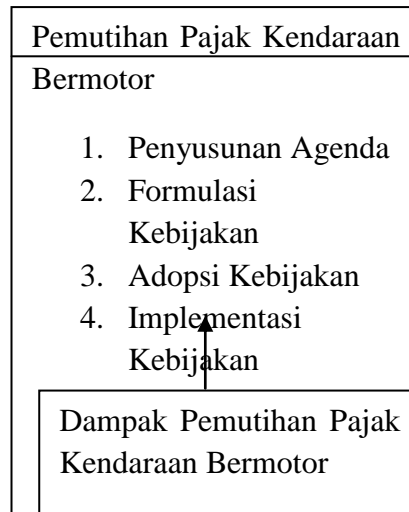 Pemutihan Pajak Kendaraan
Bermotor
1. Penyusunan Agenda
2. Formulasi
Kebijakan
3. Adopsi Kebijakan
4. Implementasi
Kebijakan
Dampak Pemutihan Pajak
Kendaraan Bermotor